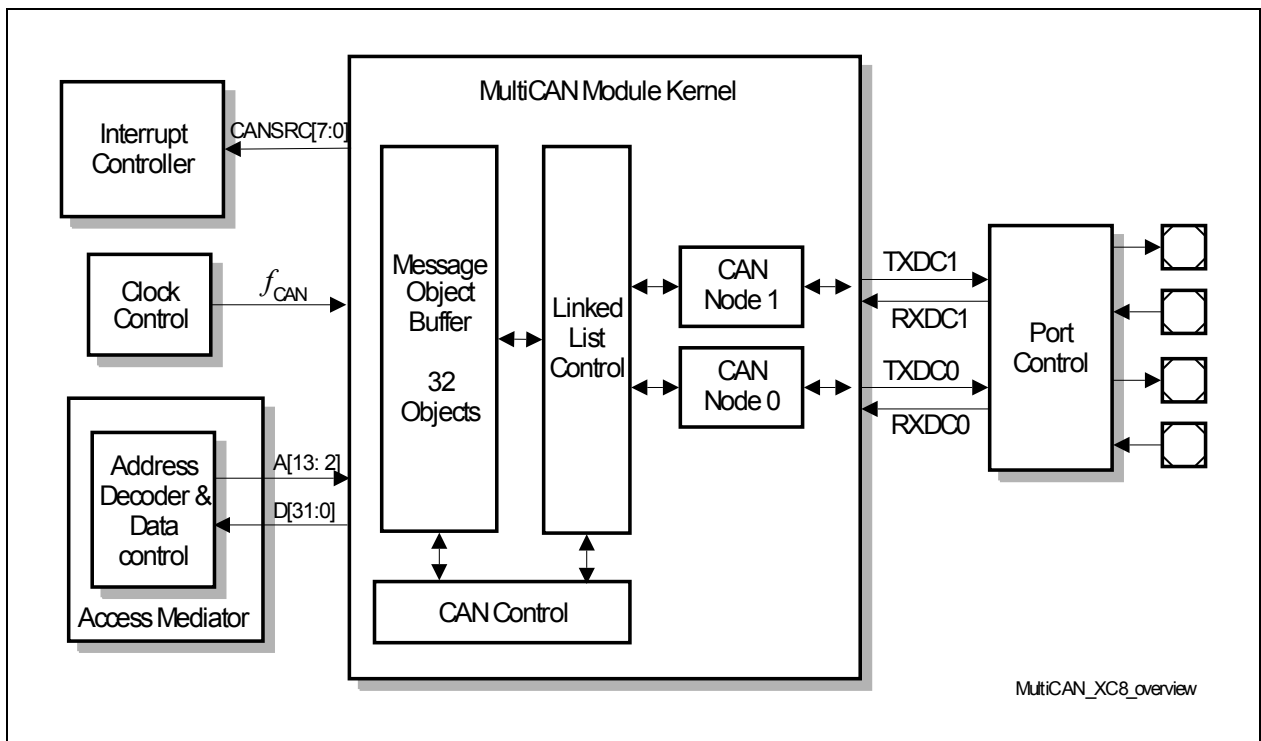 MultiCAN Module Kernel
Interrupt
Controller
CANSRC[7:0]
Clock
Control
fCAN
Address
Decoder &
Data
control
Access Mediator
A[13: 2]
D[31:0]
Message
Object
Buffer
32
Objects
Linked
List
Control
CAN
Node 1
CAN
Node 0
CAN Control
TXDC1
RXDC1
TXDC0
RXDC0
Port
Control
MultiCAN_XC8_overview